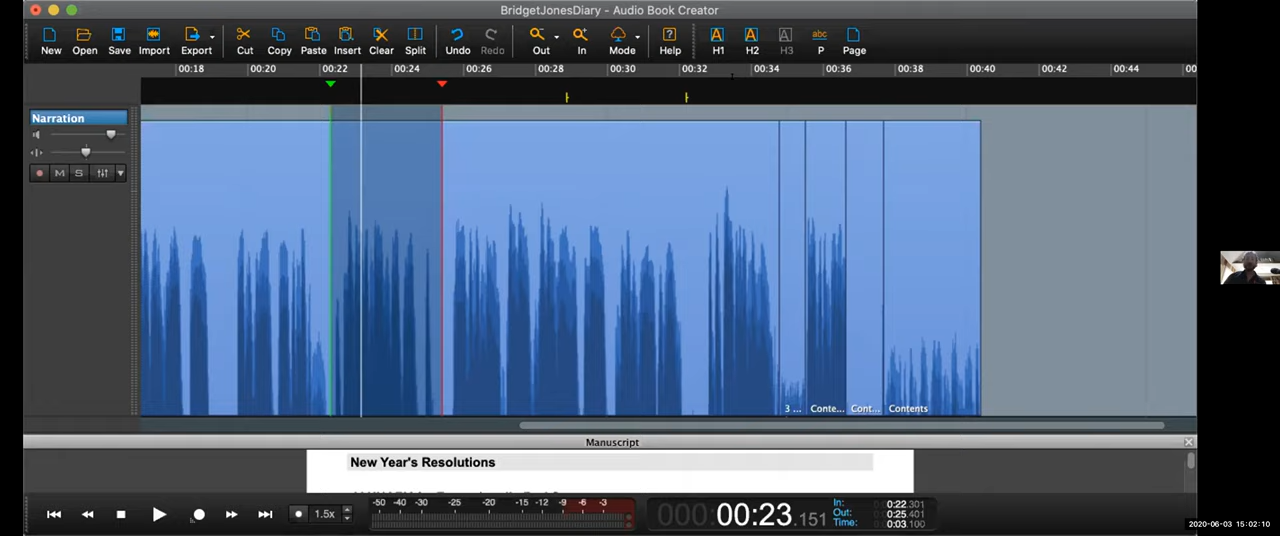 BridgetJonesDiary - Audio Book Creator
New Open Save Import Export Cut Copy Paste Insert Clear Split Undo Redo Out In Mode Help H1 H2 H3 P Page
00:18 00:20 00:22 00:24 00:26 00:28 00:30 00:32 00:34 00:36 00:38 00:40 00:42 00:44 00
Narration
M S
3 ... Conte... Cont... Contents
Manuscript
New Year's Resolutions
-50 -40 -30 -25 -20 -15 -12 -9 -6 -3
1.5x
000:00:23.151
In: 0:22.301
Out: 0:25.401
Time: 0:03.100
2020-06-03 15:02:10